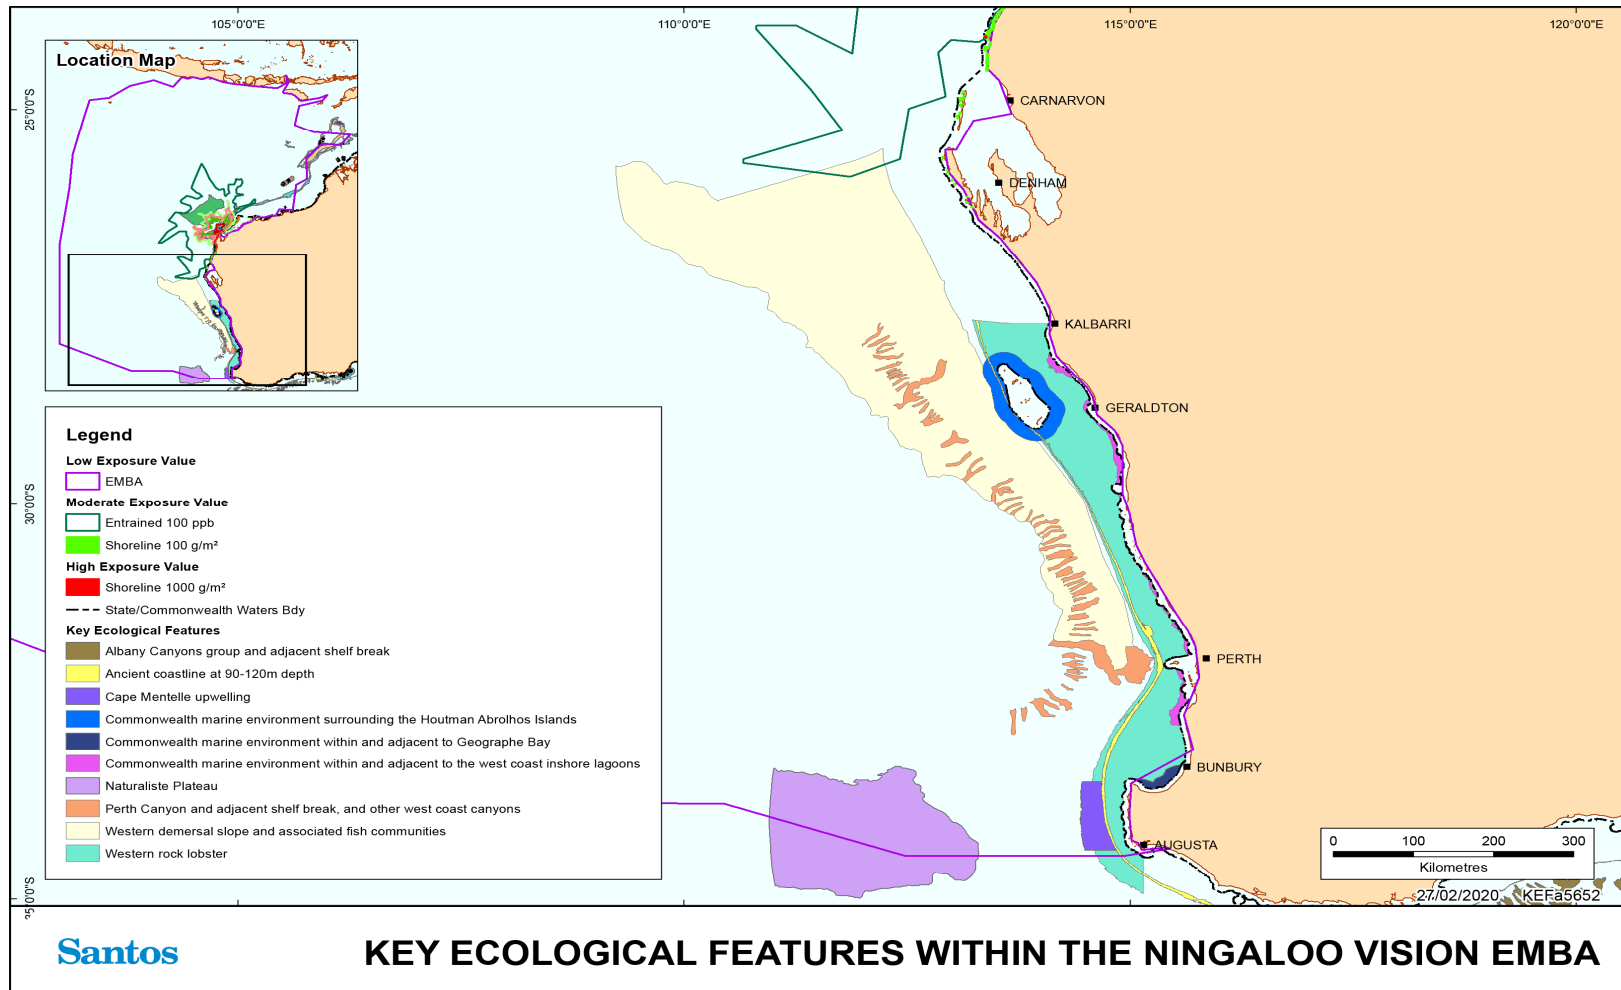 105°0'0"E
110°0'0"E
115°0'0"E
120°0'0"E
25°0'0"S
30°0'0"S
35°0'0"S
Location Map
CARNARVON
DENHAM
KALBARRI
GERALDTON
PERTH
BUNBURY
AUGUSTA
Legend
Low Exposure Value
EMBA
Moderate Exposure Value
Entrained 100 ppb
Shoreline 100 g/m²
High Exposure Value
Shoreline 1000 g/m²
State/Commonwealth Waters Bdy
Key Ecological Features
Albany Canyons group and adjacent shelf break
Ancient coastline at 90-120m depth
Cape Mentelle upwelling
Commonwealth marine environment surrounding the Houtman Abrolhos Islands
Commonwealth marine environment within and adjacent to Geographe Bay
Commonwealth marine environment within and adjacent to the west coast inshore lagoons
Naturaliste Plateau
Perth Canyon and adjacent shelf break, and other west coast canyons
Western demersal slope and associated fish communities
Western rock lobster
0 100 200 300
Kilometres
27/02/2020 KEFa5652
Santos
KEY ECOLOGICAL FEATURES WITHIN THE NINGALOO VISION EMBA